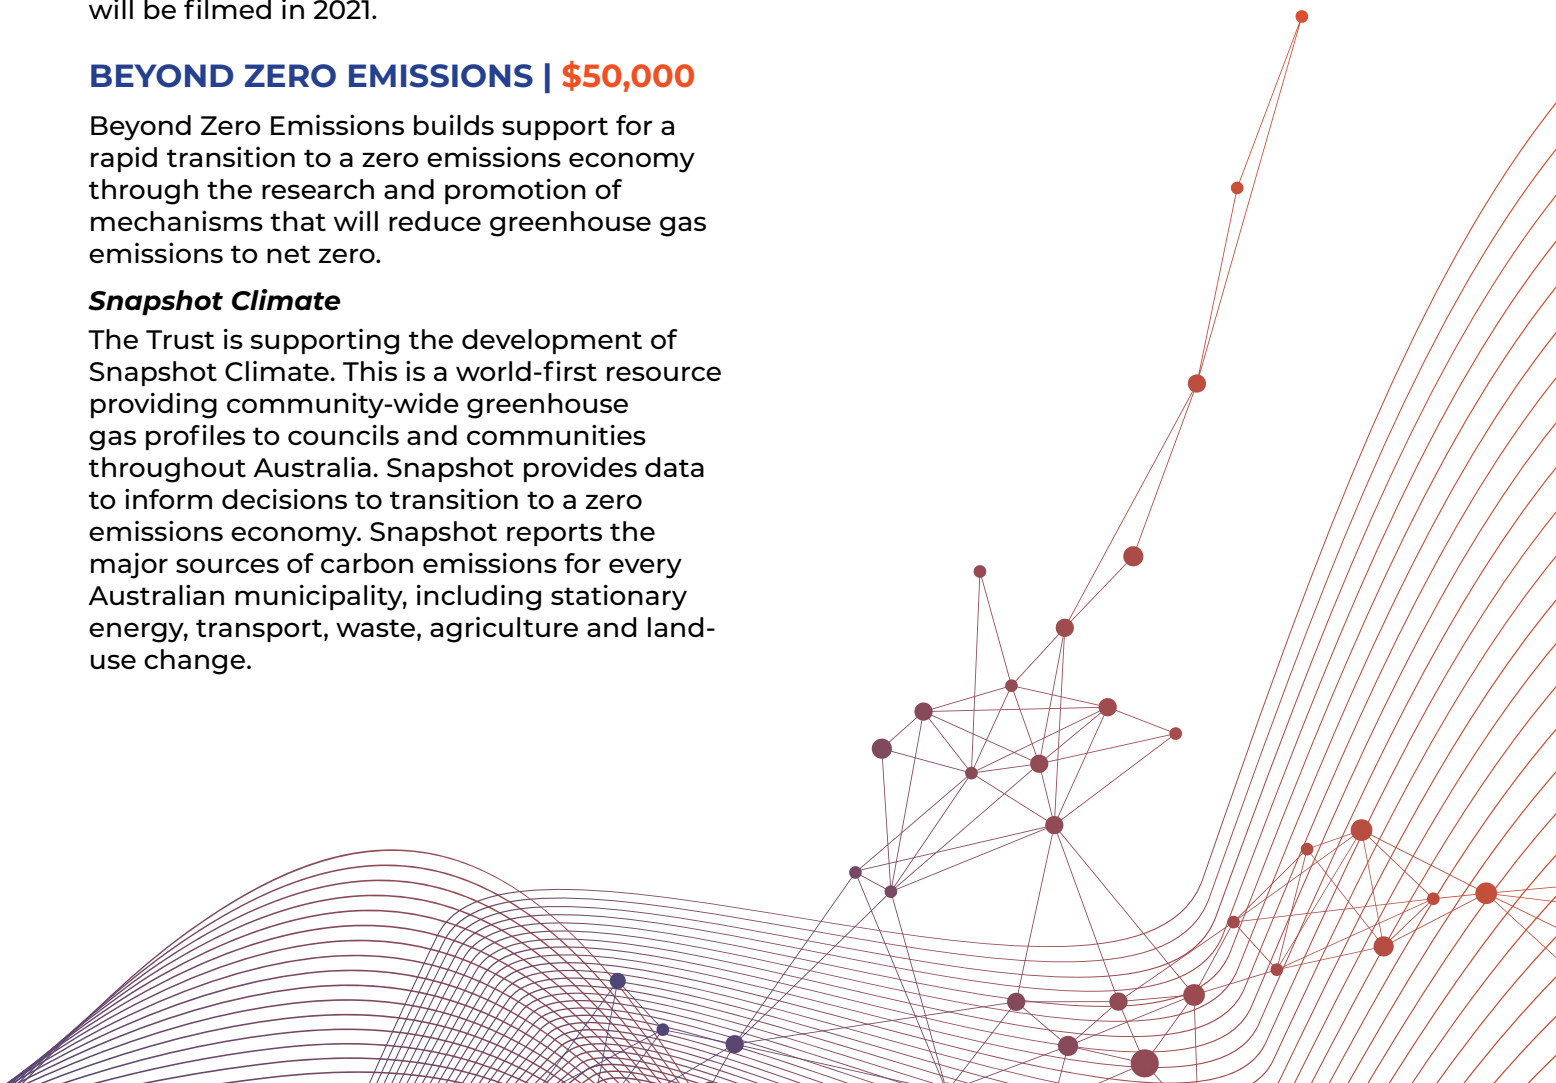 will be filmed in 2021.
BEYOND ZERO EMISSIONS | $50,000
Beyond Zero Emissions builds support for a
rapid transition to a zero emissions economy
through the research and promotion of
mechanisms that will reduce greenhouse gas
emissions to net zero.
Snapshot Climate
The Trust is supporting the development of
Snapshot Climate. This is a world-first resource
providing community-wide greenhouse
gas profiles to councils and communities
throughout Australia. Snapshot provides data
to inform decisions to transition to a zero
emissions economy. Snapshot reports the
major sources of carbon emissions for every
Australian municipality, including stationary
energy, transport, waste, agriculture and land-
use change.